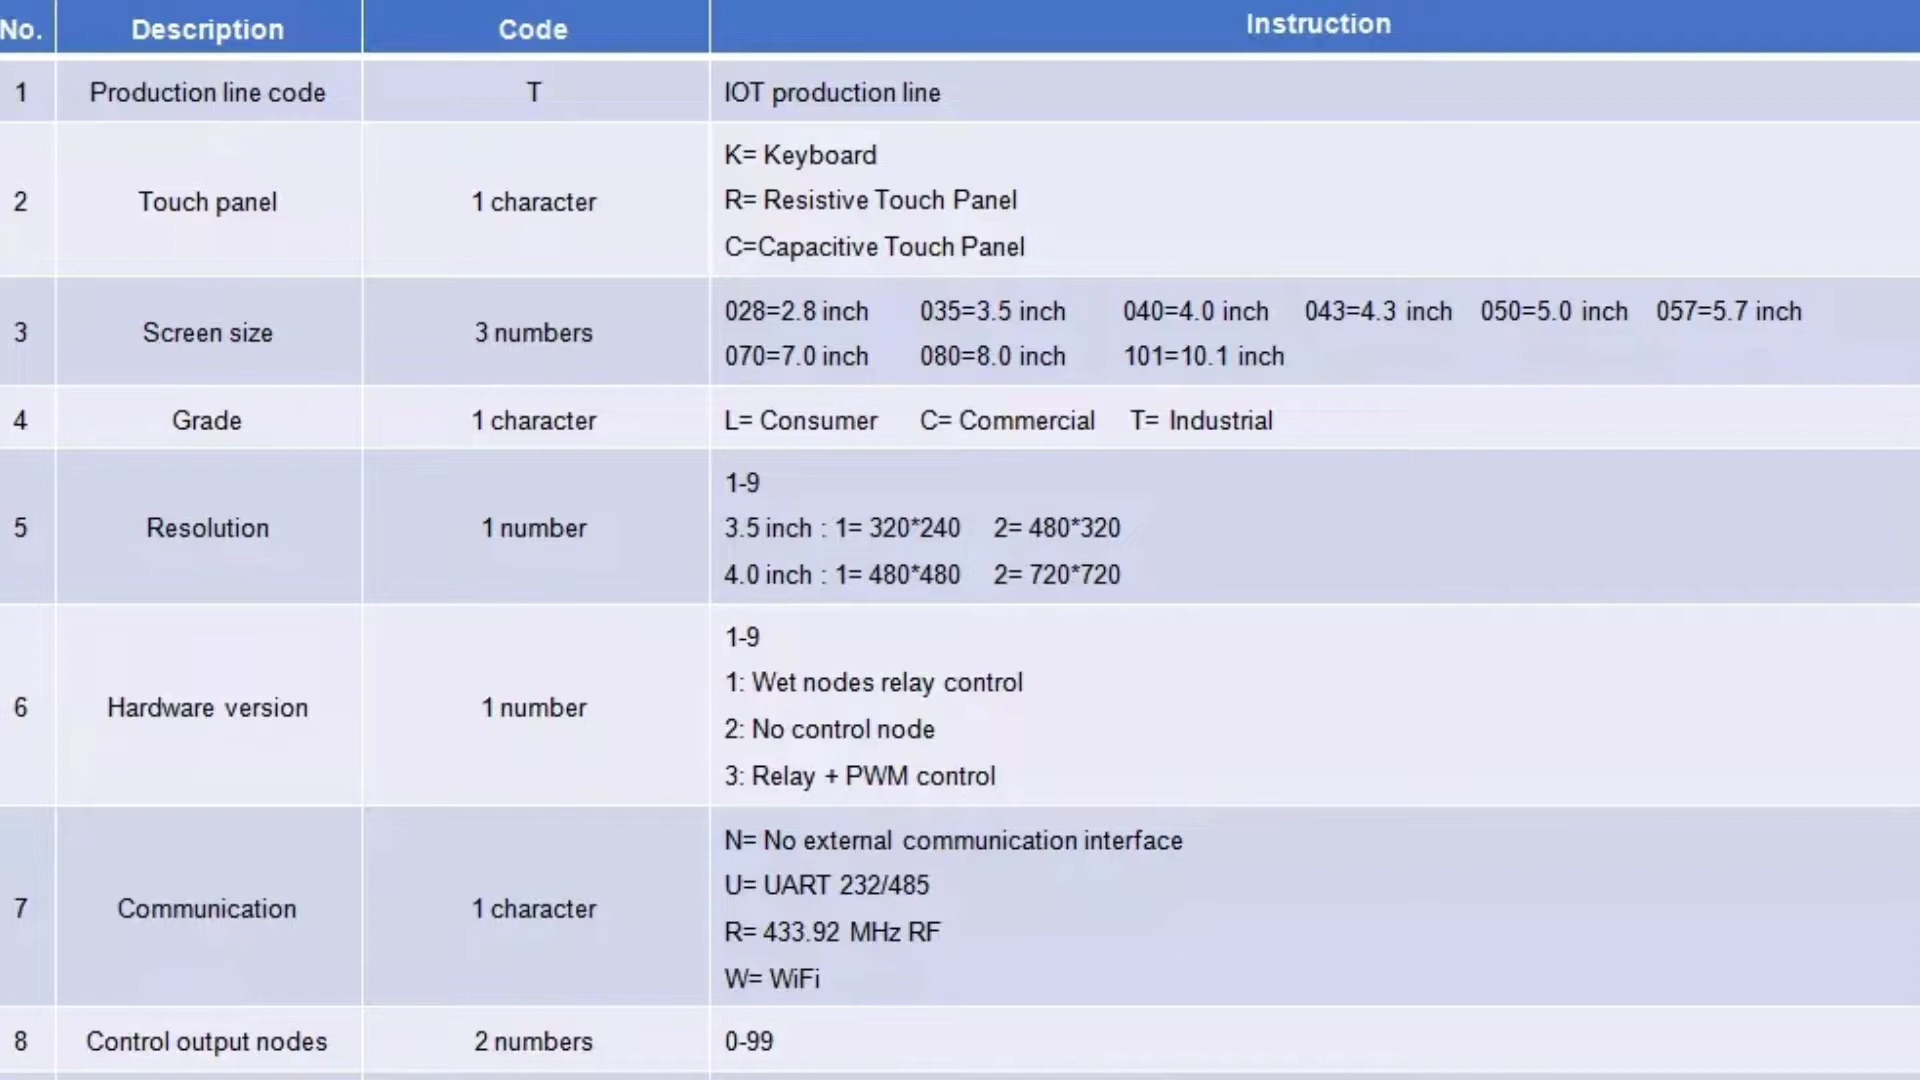 No. Description Code Instruction
1 Production line code T IOT production line
2 Touch panel 1 character K= Keyboard
R= Resistive Touch Panel
C=Capacitive Touch Panel
3 Screen size 3 numbers 028=2.8 inch 035=3.5 inch 040=4.0 inch 043=4.3 inch 050=5.0 inch 057=5.7 inch
070=7.0 inch 080=8.0 inch 101=10.1 inch
4 Grade 1 character L= Consumer C= Commercial T= Industrial
5 Resolution 1 number 1-9
3.5 inch : 1= 320*240 2= 480*320
4.0 inch : 1= 480*480 2= 720*720
6 Hardware version 1 number 1-9
1: Wet nodes relay control
2: No control node
3: Relay + PWM control
7 Communication 1 character N= No external communication interface
U= UART 232/485
R= 433.92 MHz RF
W= WiFi
8 Control output nodes 2 numbers 0-99